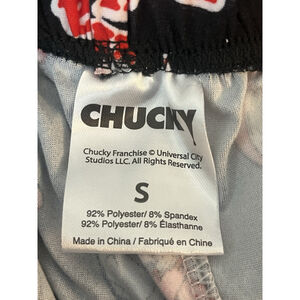 CHUCKY
Chucky Franchise © Universal City
Studios LLC. All Rights Reserved.
S
92% Polyester/ 8% Spandex
92% Polyester/ 8% Élasthanne
Made in China / Fabriqué en Chine